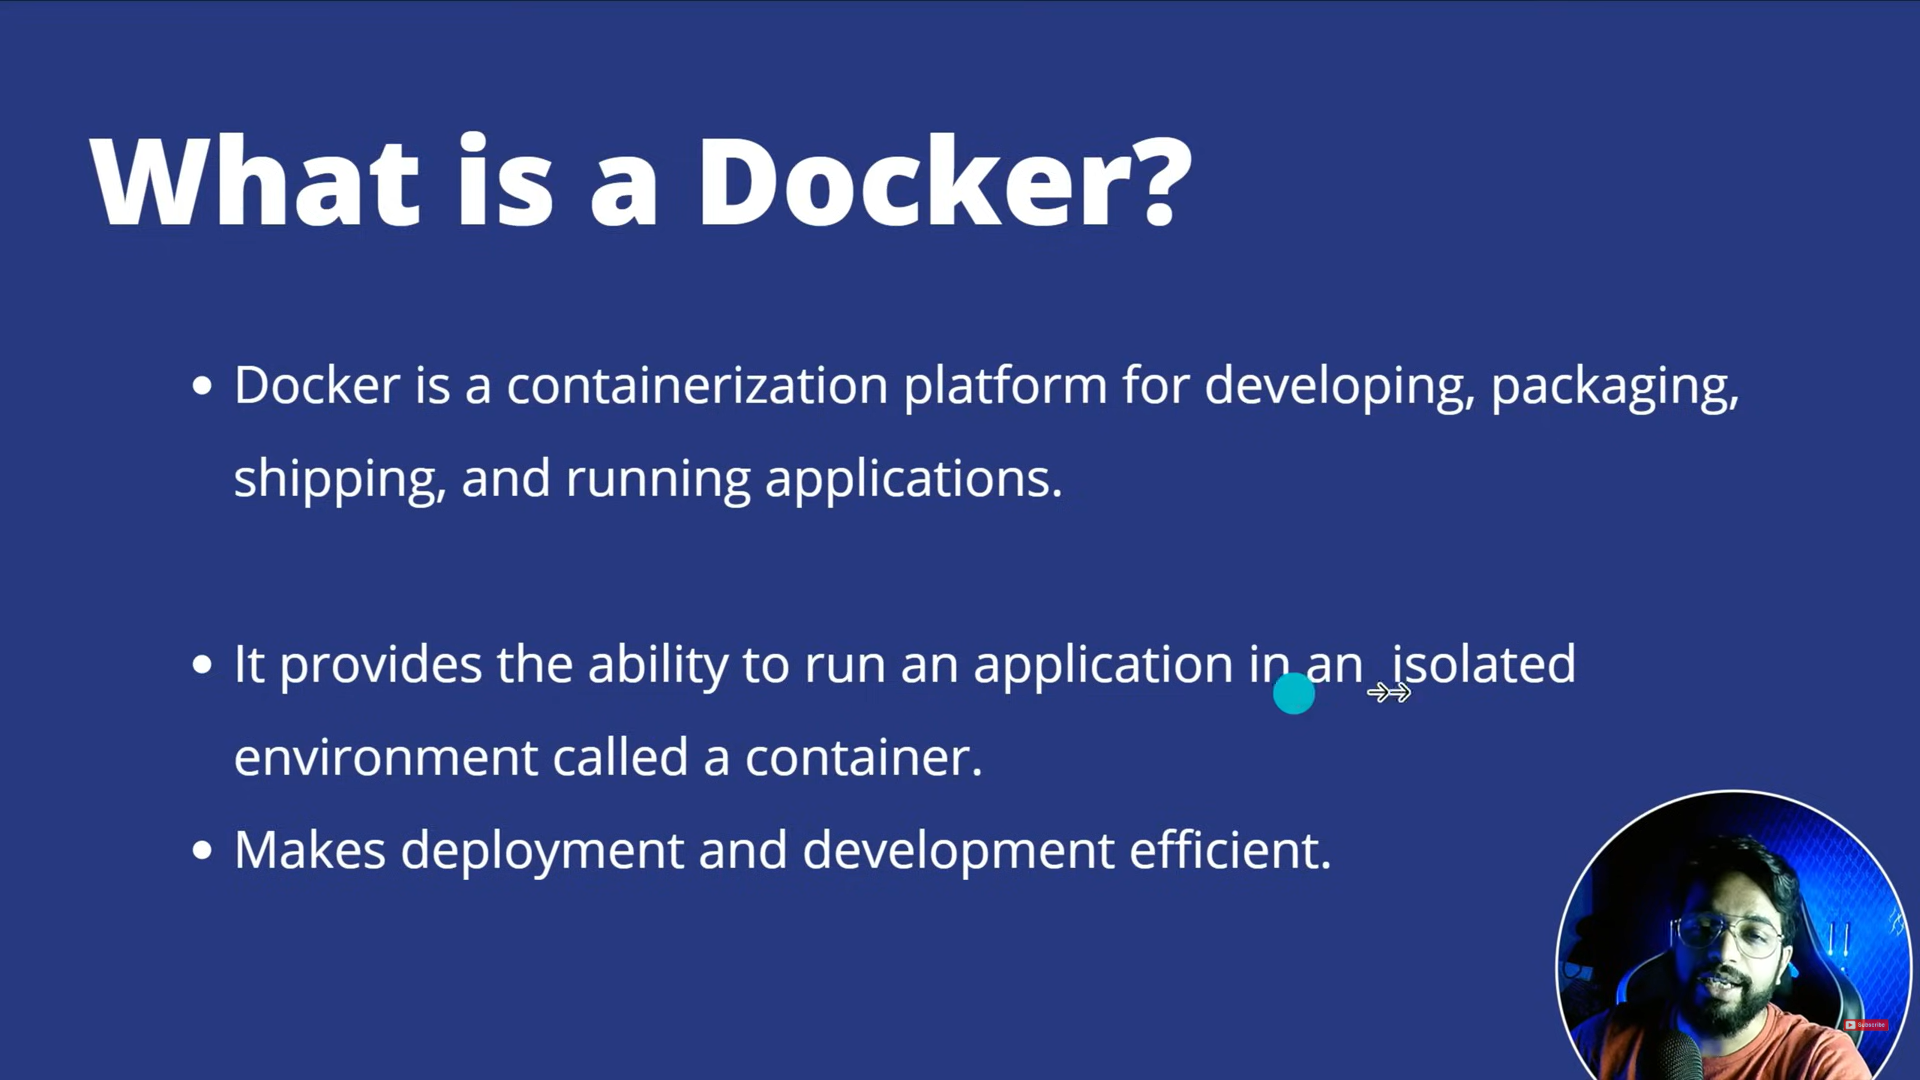 What is a Docker?
• Docker is a containerization platform for developing, packaging,
shipping, and running applications.
• It provides the ability to run an application in an isolated
environment called a container.
• Makes deployment and development efficient.
Subscribe